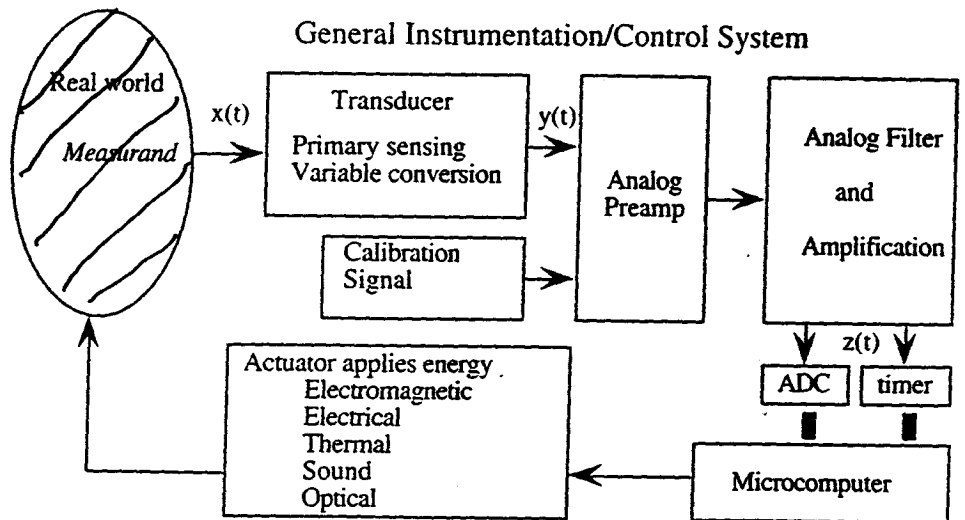 General Instrumentation/Control System
Real world
Measurand
x(t)
Transducer
Primary sensing
Variable conversion
y(t)
Calibration
Signal
Analog
Preamp
Analog Filter
and
Amplification
z(t)
ADC
timer
Microcomputer
Actuator applies energy
Electromagnetic
Electrical
Thermal
Sound
Optical